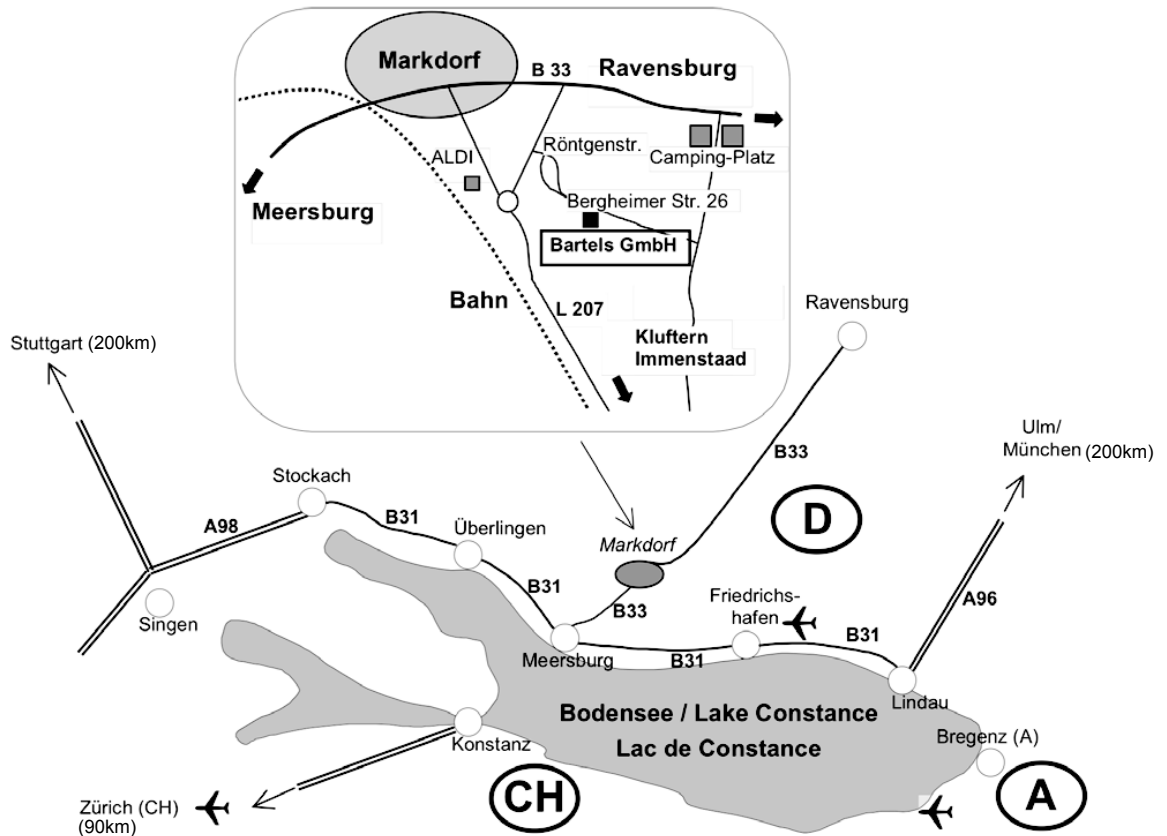 Markdorf
B 33
Ravensburg
Röntgenstr.
ALDI
Camping-Platz
Bergheimer Str. 26
Meersburg
Bartels GmbH
Bahn
L 207
Kluftern
Immenstaad
Ravensburg
Stuttgart (200km)
Ulm/
München (200km)
B33
Stockach
D
A98
B31
Überlingen
Markdorf
B31
Friedrichs-
hafen
A96
B33
Singen
B31
Meersburg
B31
Lindau
Bodensee / Lake Constance
Lac de Constance
Konstanz
Bregenz (A)
CH
A
Zürich (CH)
(90km)